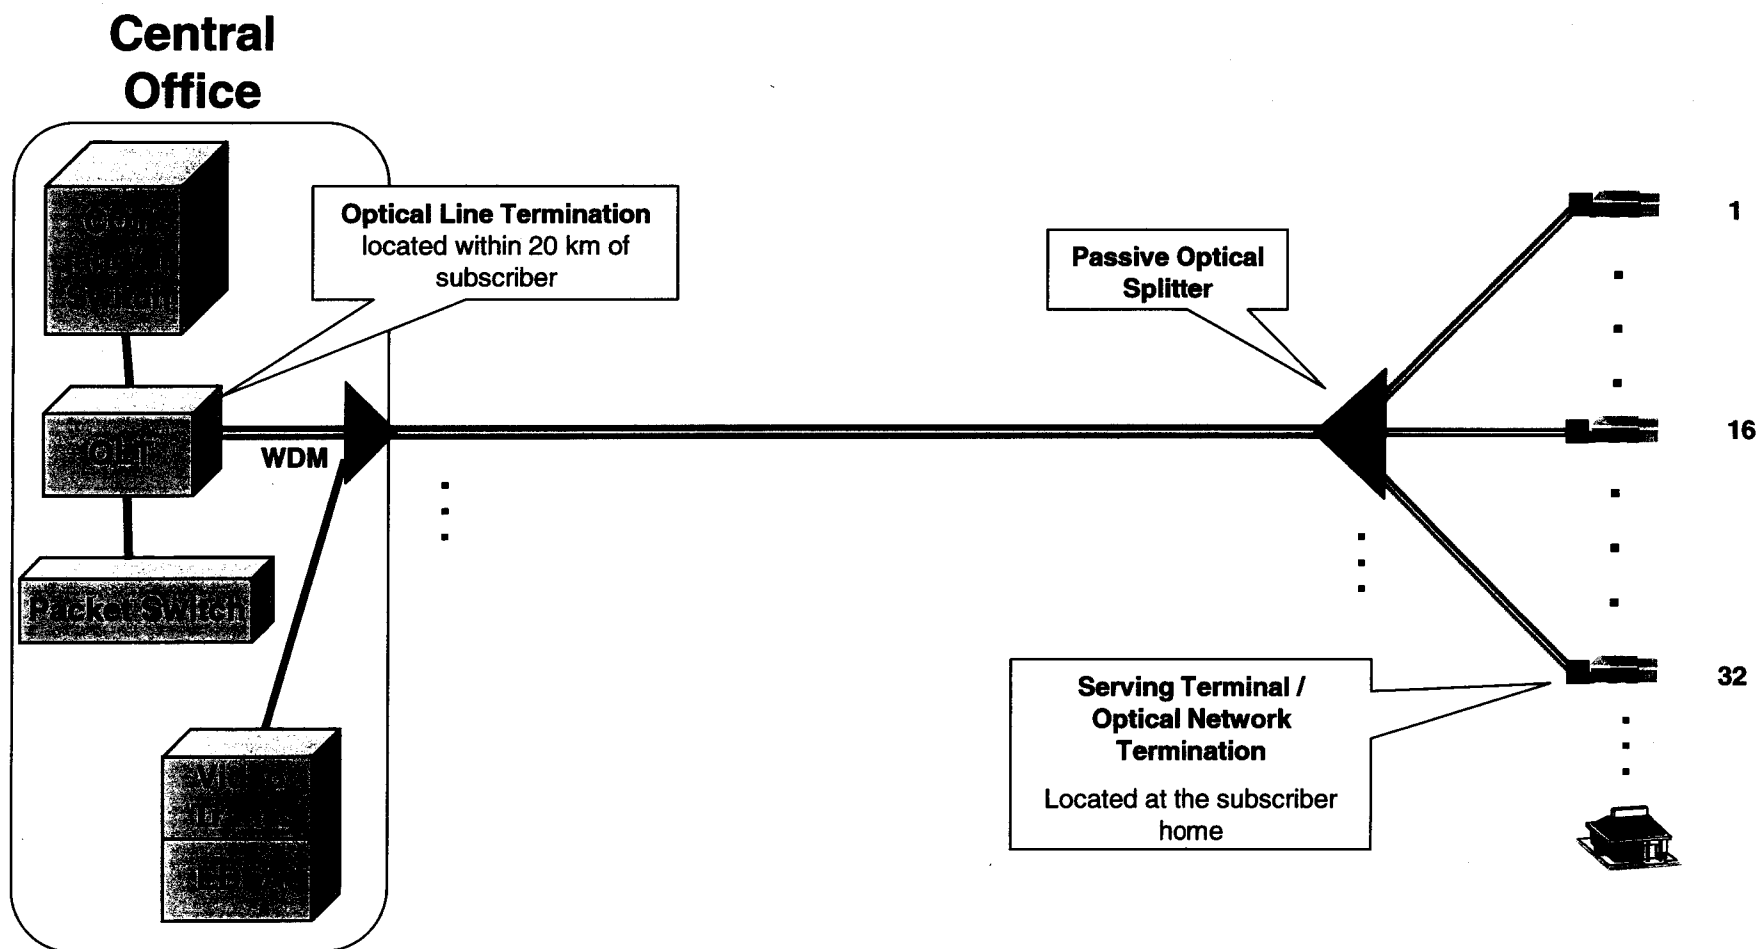 Central
Office
Optical Line Termination
located within 20 km of
subscriber
Passive Optical
Splitter
1
Switch
16
OLT
WDM
Packet Switch
Serving Terminal /
Optical Network
Termination
32
Located at the subscriber
home